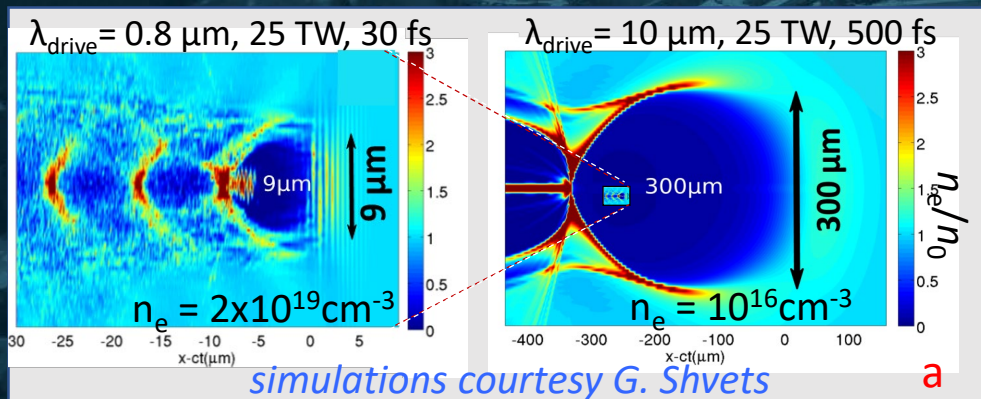 λdrive = 0.8 µm, 25 TW, 30 fs
3
2.5
2
1.5
1
0.5
0
9µm
9 µm
nₑ = 2x10¹⁹cm⁻³
30 -25 -20 -15 -10 -5 0 5
x-ct(µm)
λdrive = 10 µm, 25 TW, 500 fs
3
2.5
2
1.5
1
0.5
0
nₑ/n₀
300µm
300 µm
nₑ = 10¹⁶cm⁻³
-400 -300 -200 -100 0 100
x-ct(µm)
simulations courtesy G. Shvets
a